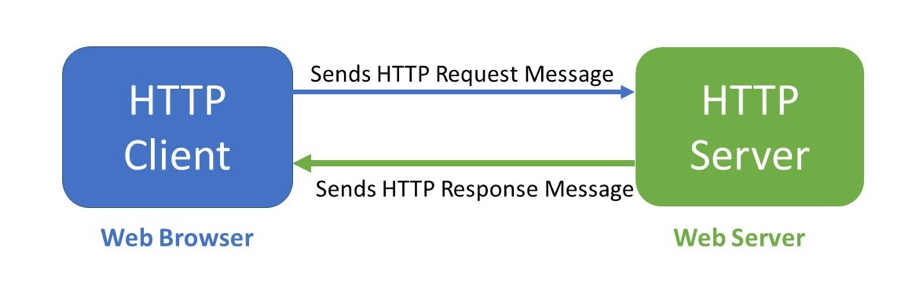 HTTP
Client
Sends HTTP Request Message
HTTP
Server
Sends HTTP Response Message
Web Browser
Web Server